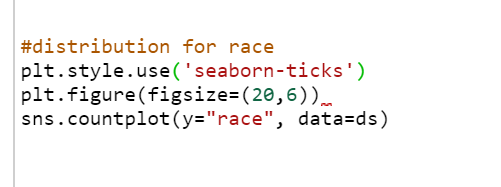 #distribution for race
plt.style.use('seaborn-ticks')
plt.figure(figsize=(20,6))
sns.countplot(y="race", data=ds)